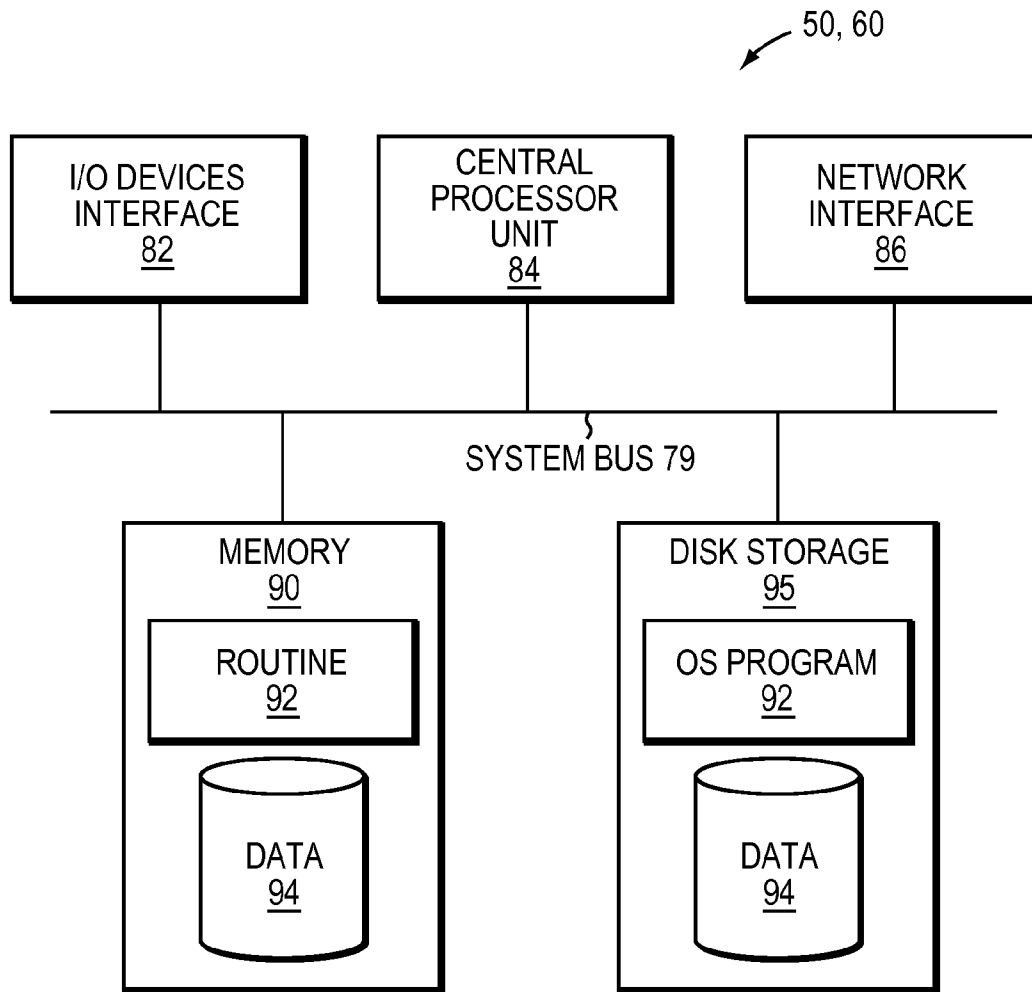 50, 60
I/O DEVICES
INTERFACE
82
CENTRAL
PROCESSOR
UNIT
84
NETWORK
INTERFACE
86
SYSTEM BUS 79
MEMORY
90
ROUTINE
92
DATA
94
DISK STORAGE
95
OS PROGRAM
92
DATA
94